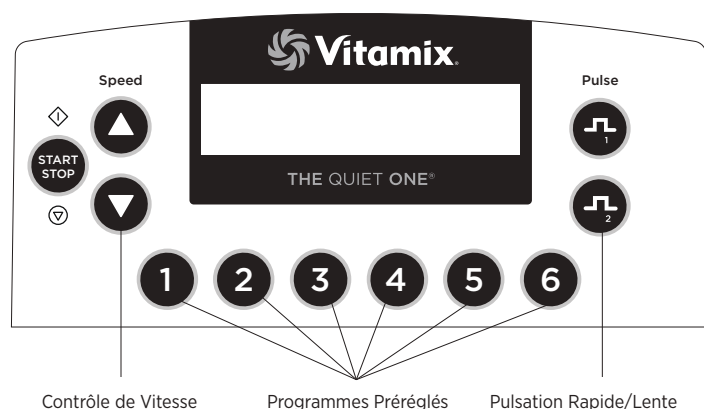 Vitamix®
Speed
Pulse
START
STOP
1
THE QUIET ONE®
2
1 2 3 4 5 6
Contrôle de Vitesse
Programmes Préréglés
Pulsation Rapide/Lente